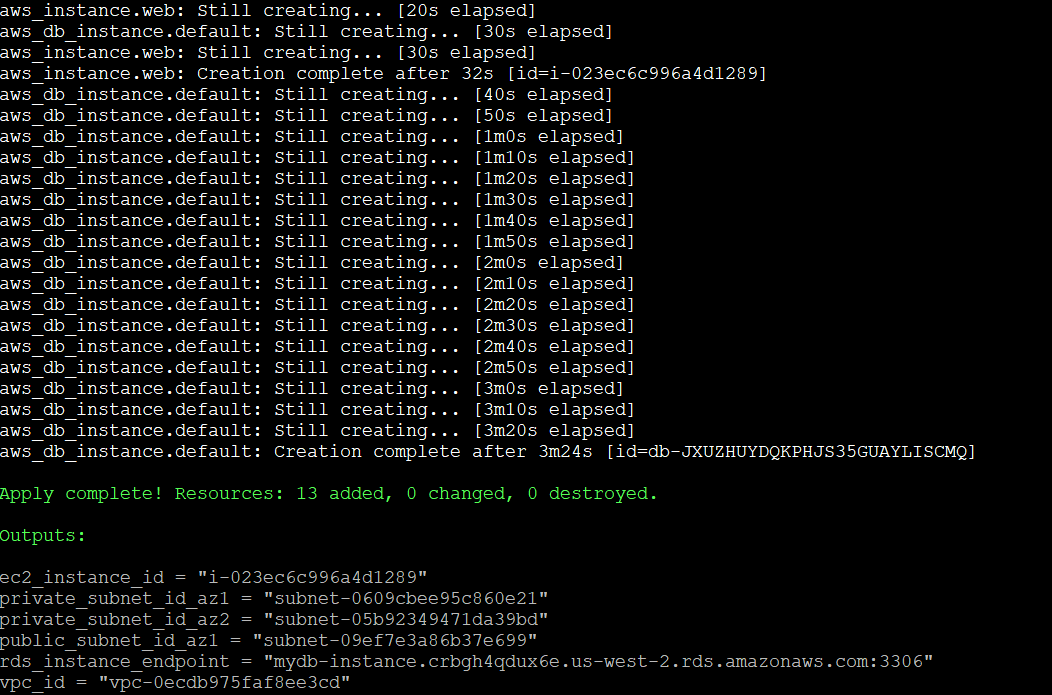 aws_instance.web: Still creating... [20s elapsed]
aws_db_instance.default: Still creating... [30s elapsed]
aws_instance.web: Still creating... [30s elapsed]
aws_instance.web: Creation complete after 32s [id=i-023ec6c996a4d1289]
aws_db_instance.default: Still creating... [40s elapsed]
aws_db_instance.default: Still creating... [50s elapsed]
aws_db_instance.default: Still creating... [1m0s elapsed]
aws_db_instance.default: Still creating... [1m10s elapsed]
aws_db_instance.default: Still creating... [1m20s elapsed]
aws_db_instance.default: Still creating... [1m30s elapsed]
aws_db_instance.default: Still creating... [1m40s elapsed]
aws_db_instance.default: Still creating... [1m50s elapsed]
aws_db_instance.default: Still creating... [2m0s elapsed]
aws_db_instance.default: Still creating... [2m10s elapsed]
aws_db_instance.default: Still creating... [2m20s elapsed]
aws_db_instance.default: Still creating... [2m30s elapsed]
aws_db_instance.default: Still creating... [2m40s elapsed]
aws_db_instance.default: Still creating... [2m50s elapsed]
aws_db_instance.default: Still creating... [3m0s elapsed]
aws_db_instance.default: Still creating... [3m10s elapsed]
aws_db_instance.default: Still creating... [3m20s elapsed]
aws_db_instance.default: Creation complete after 3m24s [id=db-JXUZHUYDQKPHJS35GUAYLISCMQ]
Apply complete! Resources: 13 added, 0 changed, 0 destroyed.
Outputs:
ec2_instance_id = "i-023ec6c996a4d1289"
private_subnet_id_az1 = "subnet-0609cbee95c860e21"
private_subnet_id_az2 = "subnet-05b92349471da39bd"
public_subnet_id_az1 = "subnet-09ef7e3a86b37e699"
rds_instance_endpoint = "mydb-instance.crbgh4qdux6e.us-west-2.rds.amazonaws.com:3306"
vpc_id = "vpc-0ecdb975faf8ee3cd"